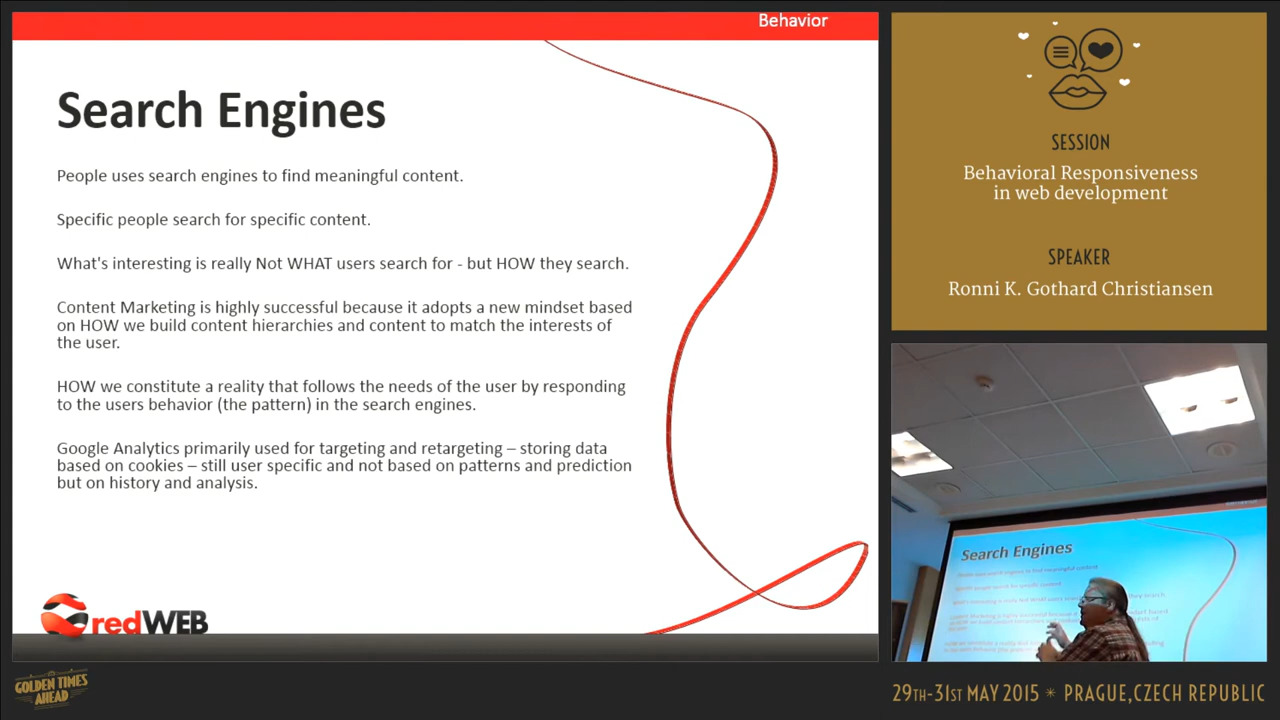 Behavior
Search Engines
People uses search engines to find meaningful content.
Specific people search for specific content.
What's interesting is really Not WHAT users search for - but HOW they search.
Content Marketing is highly successful because it adopts a new mindset based
on HOW we build content hierarchies and content to match the interests of
the user.
HOW we constitute a reality that follows the needs of the user by responding
to the users behavior (the pattern) in the search engines.
Google Analytics primarily used for targeting and retargeting – storing data
based on cookies – still user specific and not based on patterns and prediction
but on history and analysis.
redWEB
SESSION
Behavioral Responsiveness
in web development
SPEAKER
Ronni K. Gothard Christiansen
Search Engines
GOLDEN TIMES
AHEAD
29TH-31ST MAY 2015 * PRAGUE,CZECH REPUBLIC